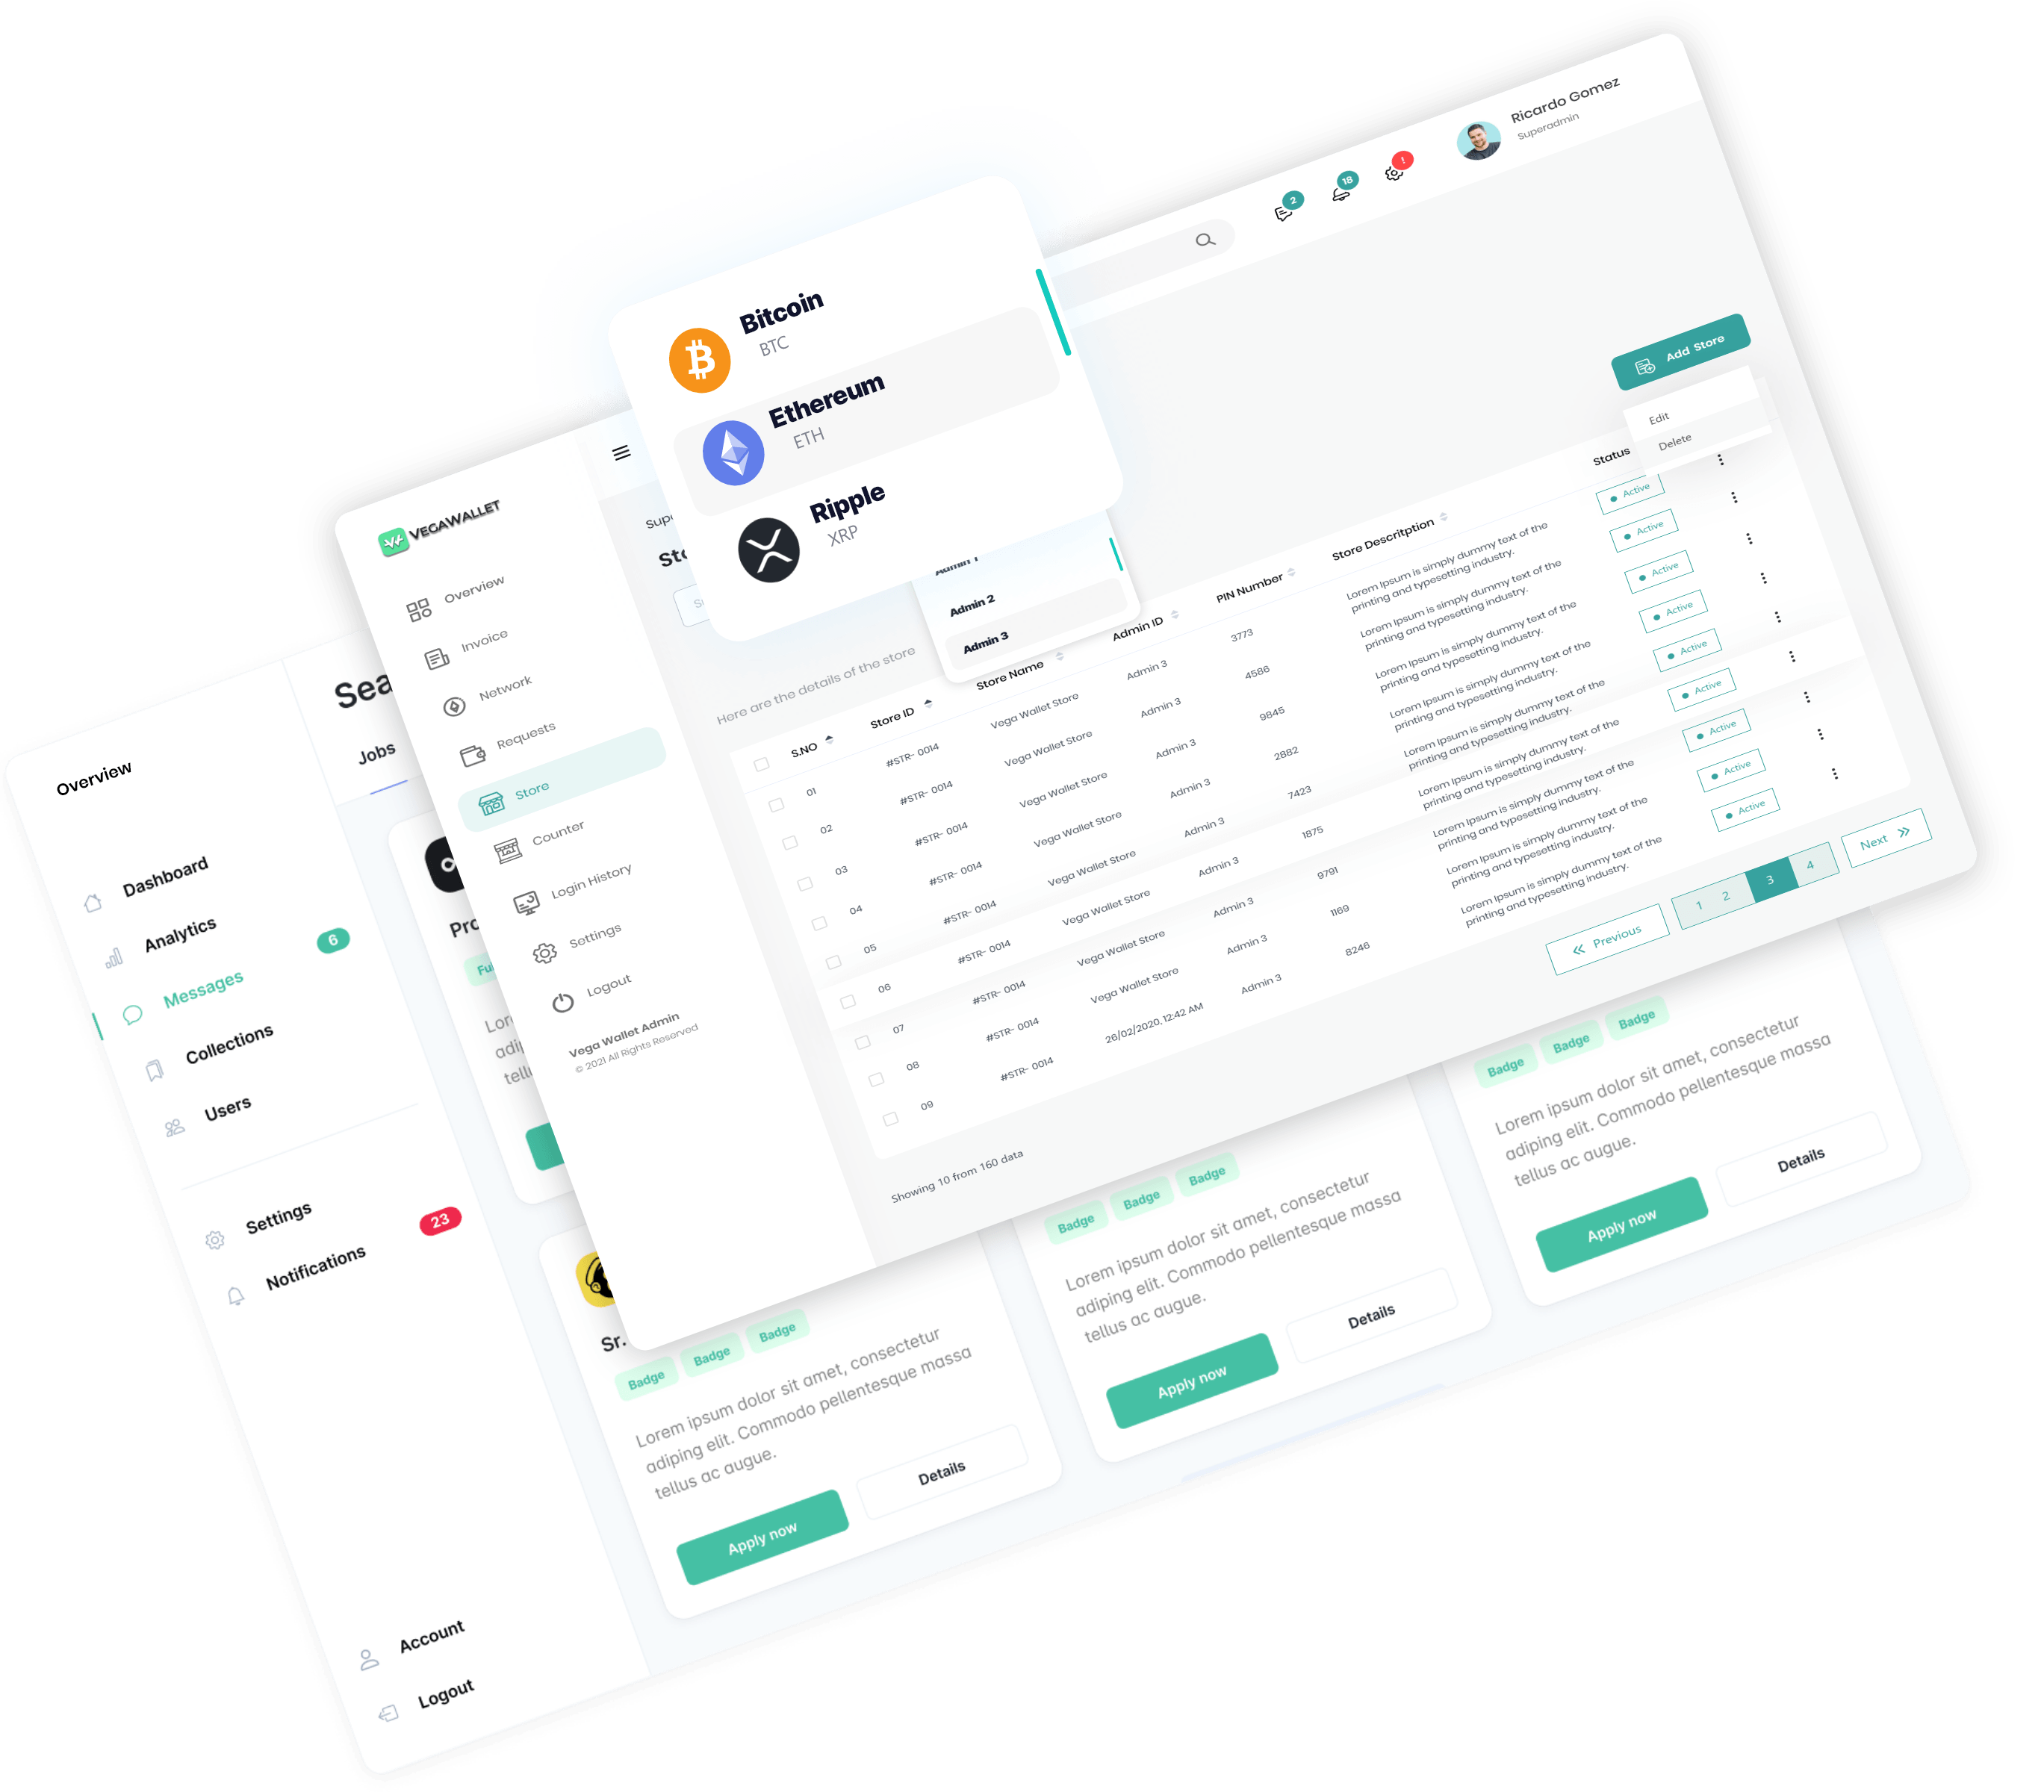 Ricardo Gomez
Superadmin
2
18
!
Bitcoin
BTC
Ethereum
ETH
Ripple
XRP
Add Store
Edit
Delete
VEGAWALLET
Overview
Invoice
Network
Requests
Store
Counter
Login History
Settings
Logout
Vega Wallet Admin
© 2021 All Rights Reserved
Admin 1
Admin 2
Admin 3
Here are the details of the store
S.NO Store ID Store Name Admin ID PIN Number Store Descritption Status
01 #STR- 0014 Vega Wallet Store Admin 3 3773 Lorem Ipsum is simply dummy text of the
printing and typesetting industry. Active
02 #STR- 0014 Vega Wallet Store Admin 3 4586 Lorem Ipsum is simply dummy text of the
printing and typesetting industry. Active
03 #STR- 0014 Vega Wallet Store Admin 3 9845 Lorem Ipsum is simply dummy text of the
printing and typesetting industry. Active
04 #STR- 0014 Vega Wallet Store Admin 3 2882 Lorem Ipsum is simply dummy text of the
printing and typesetting industry. Active
05 #STR- 0014 Vega Wallet Store Admin 3 7423 Lorem Ipsum is simply dummy text of the
printing and typesetting industry. Active
06 #STR- 0014 Vega Wallet Store Admin 3 1875 Lorem Ipsum is simply dummy text of the
printing and typesetting industry. Active
07 #STR- 0014 Vega Wallet Store Admin 3 9791 Lorem Ipsum is simply dummy text of the
printing and typesetting industry. Active
08 #STR- 0014 Vega Wallet Store Admin 3 1169 Lorem Ipsum is simply dummy text of the
printing and typesetting industry. Active
09 #STR- 0014 26/02/2020, 12:42 AM Admin 3 8246 Lorem Ipsum is simply dummy text of the
printing and typesetting industry. Active
Showing 10 from 160 data
Previous 1 2 3 4 Next
Overview
Dashboard
Analytics
Messages 6
Collections
Users
Settings
Notifications 23
Account
Logout
Jobs
Sr.
Badge Badge Badge
Lorem ipsum dolor sit amet, consectetur
adiping elit. Commodo pellentesque massa
tellus ac augue.
Apply now Details
Badge Badge Badge
Lorem ipsum dolor sit amet, consectetur
adiping elit. Commodo pellentesque massa
tellus ac augue.
Apply now Details
Badge Badge Badge
Lorem ipsum dolor sit amet, consectetur
adiping elit. Commodo pellentesque massa
tellus ac augue.
Apply now Details